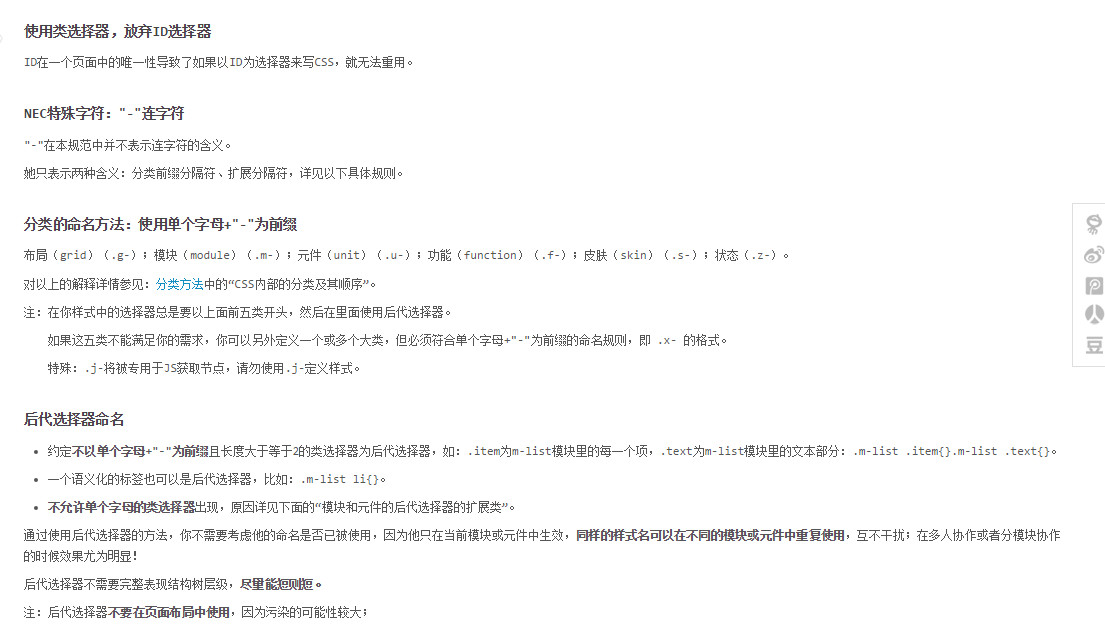 使用类选择器，放弃ID选择器
ID在一个页面中的唯一性导致了如果以ID为选择器来写CSS，就无法重用。
NEC特殊字符："-"连字符
"-"在本规范中并不表示连字符的含义。
她只表示两种含义：分类前缀分隔符、扩展分隔符，详见以下具体规则。
分类的命名方法：使用单个字母+"-"为前缀
布局（grid）（.g-）；模块（module）（.m-）；元件（unit）（.u-）；功能（function）（.f-）；皮肤（skin）（.s-）；状态（.z-）。
对以上的解释详情参见：分类方法中的“CSS内部的分类及其顺序”。
注：在你样式中的选择器总是要以上面前五类开头，然后在里面使用后代选择器。
如果这五类不能满足你的需求，你可以另外定义一个或多个大类，但必须符合单个字母+"-"为前缀的命名规则，即 .x- 的格式。
特殊：.j-将被专用于JS获取节点，请勿使用.j-定义样式。
后代选择器命名
约定不以单个字母+"-"为前缀且长度大于等于2的类选择器为后代选择器，如：.item为m-list模块里的每一个项，.text为m-list模块里的文本部分：.m-list .item{}.m-list .text{}。
一个语义化的标签也可以是后代选择器，比如：.m-list li{}。
不允许单个字母的类选择器出现，原因详见下面的“模块和元件的后代选择器的扩展类”。
通过使用后代选择器的方法，你不需要考虑他的命名是否已被使用，因为他只在当前模块或元件中生效，同样的样式名可以在不同的模块或元件中重复使用，互不干扰；在多人协作或者分模块协作
的时候效果尤为明显！
后代选择器不需要完整表现结构树层级，尽量能短则短。
注：后代选择器不要在页面布局中使用，因为污染的可能性较大；
豆